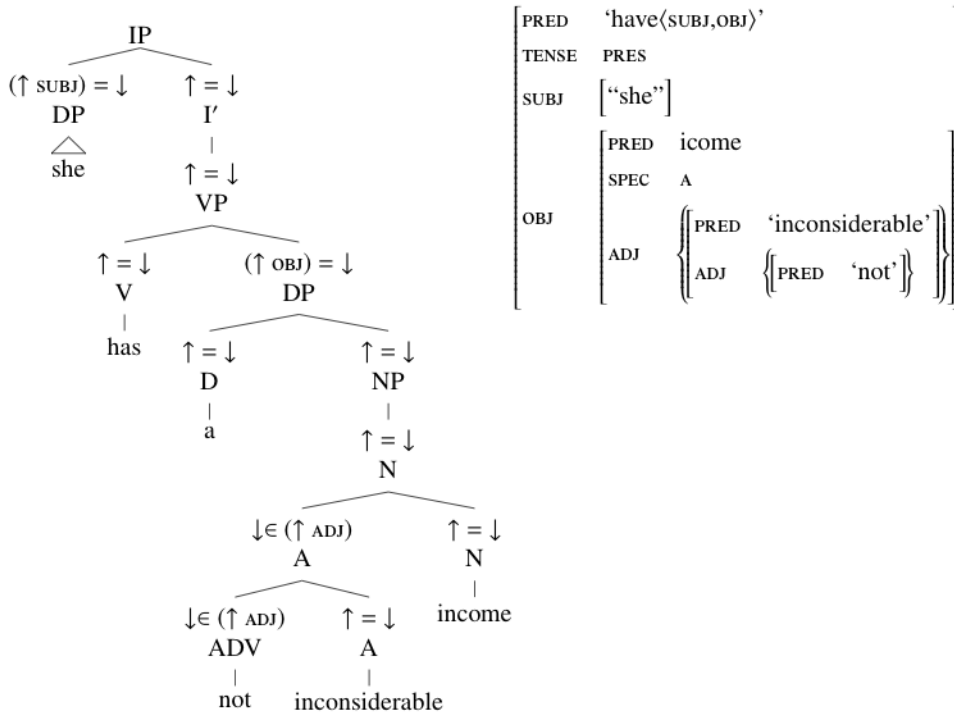 IP
(↑ SUBJ) = ↓ ↑ = ↓
DP I′
she
↑ = ↓
VP
↑ = ↓ (↑ OBJ) = ↓
V DP
has
↑ = ↓ ↑ = ↓
D NP
a
↑ = ↓
N
↓∈ (↑ ADJ) ↑ = ↓
A N
income
↓∈ (↑ ADJ) ↑ = ↓
ADV A
not inconsiderable
PRED ‘have⟨SUBJ,OBJ⟩’
TENSE PRES
SUBJ [“she”]
OBJ
PRED icome
SPEC A
ADJ
PRED ‘inconsiderable’
ADJ {[PRED ‘not’]}